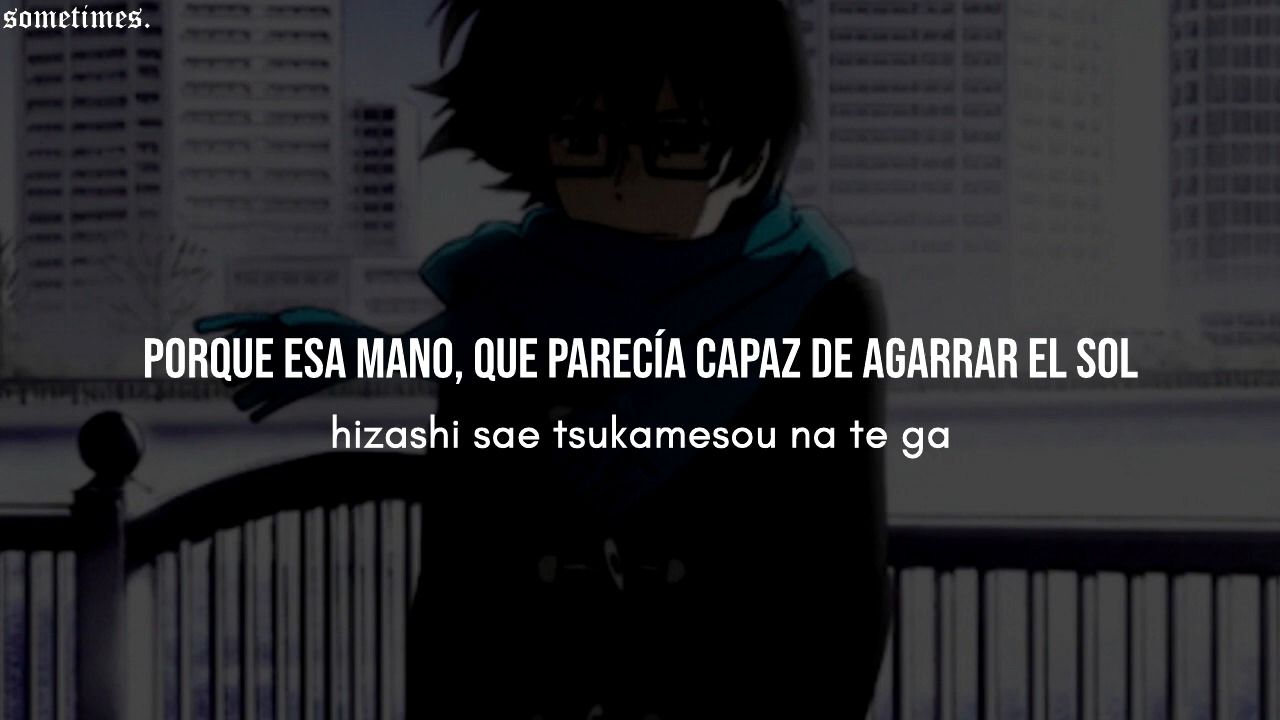 sometimes.
PORQUE ESA MANO, QUE PARECÍA CAPAZ DE AGARRAR EL SOL
hizashi sae tsukamesou na te ga